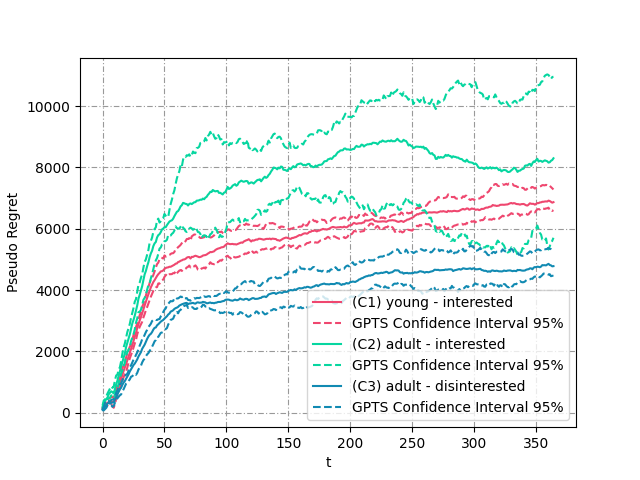 10000
8000
6000
4000
2000
0
Pseudo Regret
0 50 100 150 200 250 300 350
t
(C1) young - interested
GPTS Confidence Interval 95%
(C2) adult - interested
GPTS Confidence Interval 95%
(C3) adult - disinterested
GPTS Confidence Interval 95%